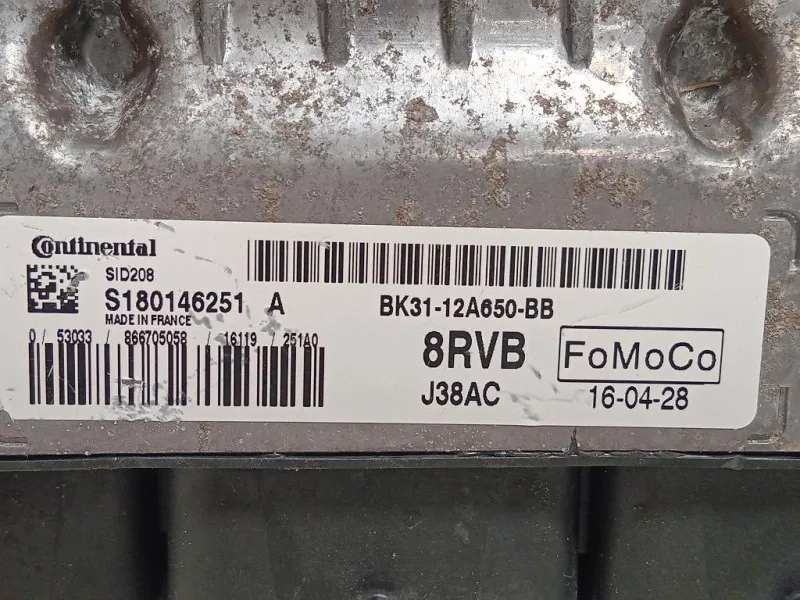 Continental
SID208
S180146251 A
MADE IN FRANCE
0 / 53033 / 866705058 / 16119 / 251A0
BK31-12A650-BB
8RVB
FoMoCo
J38AC
16-04-28